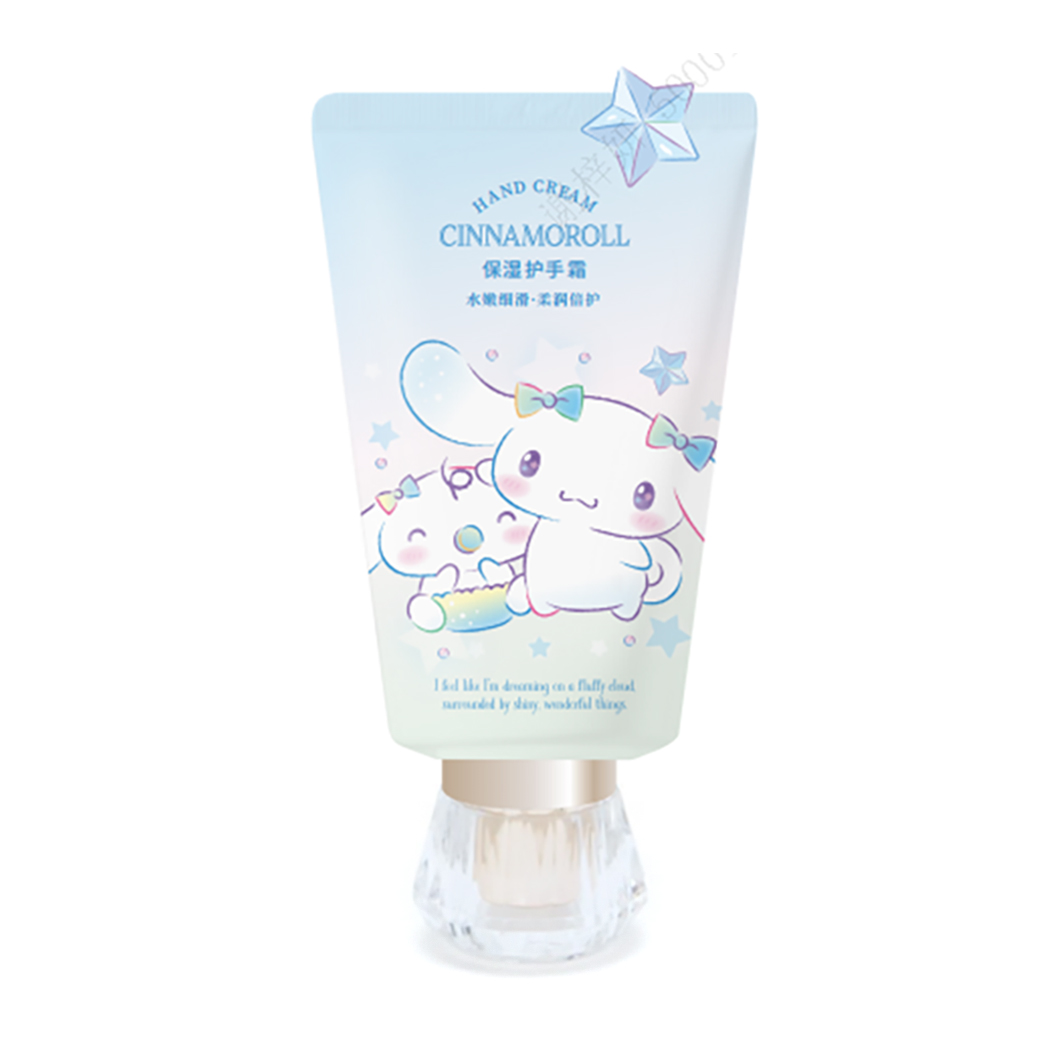 HAND CREAM
CINNAMOROLL
保湿护手霜
水嫩细滑·柔润倍护
I feel like I'm dreaming on a fluffy cloud,
surrounded by shiny, wonderful things.